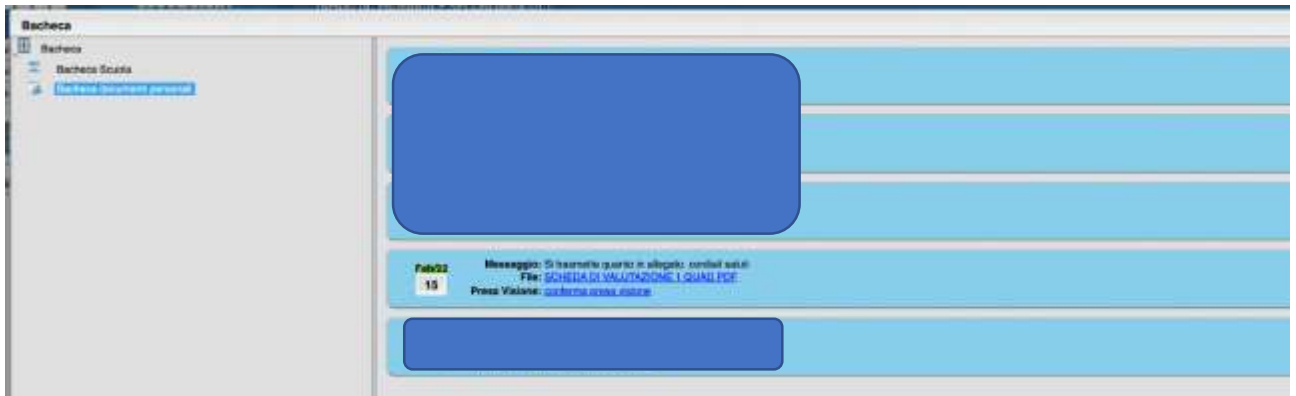 Bacheca
Bacheca
Bacheca Scuola
Bacheca documenti personali
Feb/22
15
Messaggio: Si trasmette quanto in allegato. cordiali saluti
File: SCHEDA DI VALUTAZIONE 1 QUAD.PDF
Presa Visione: conferma presa visione